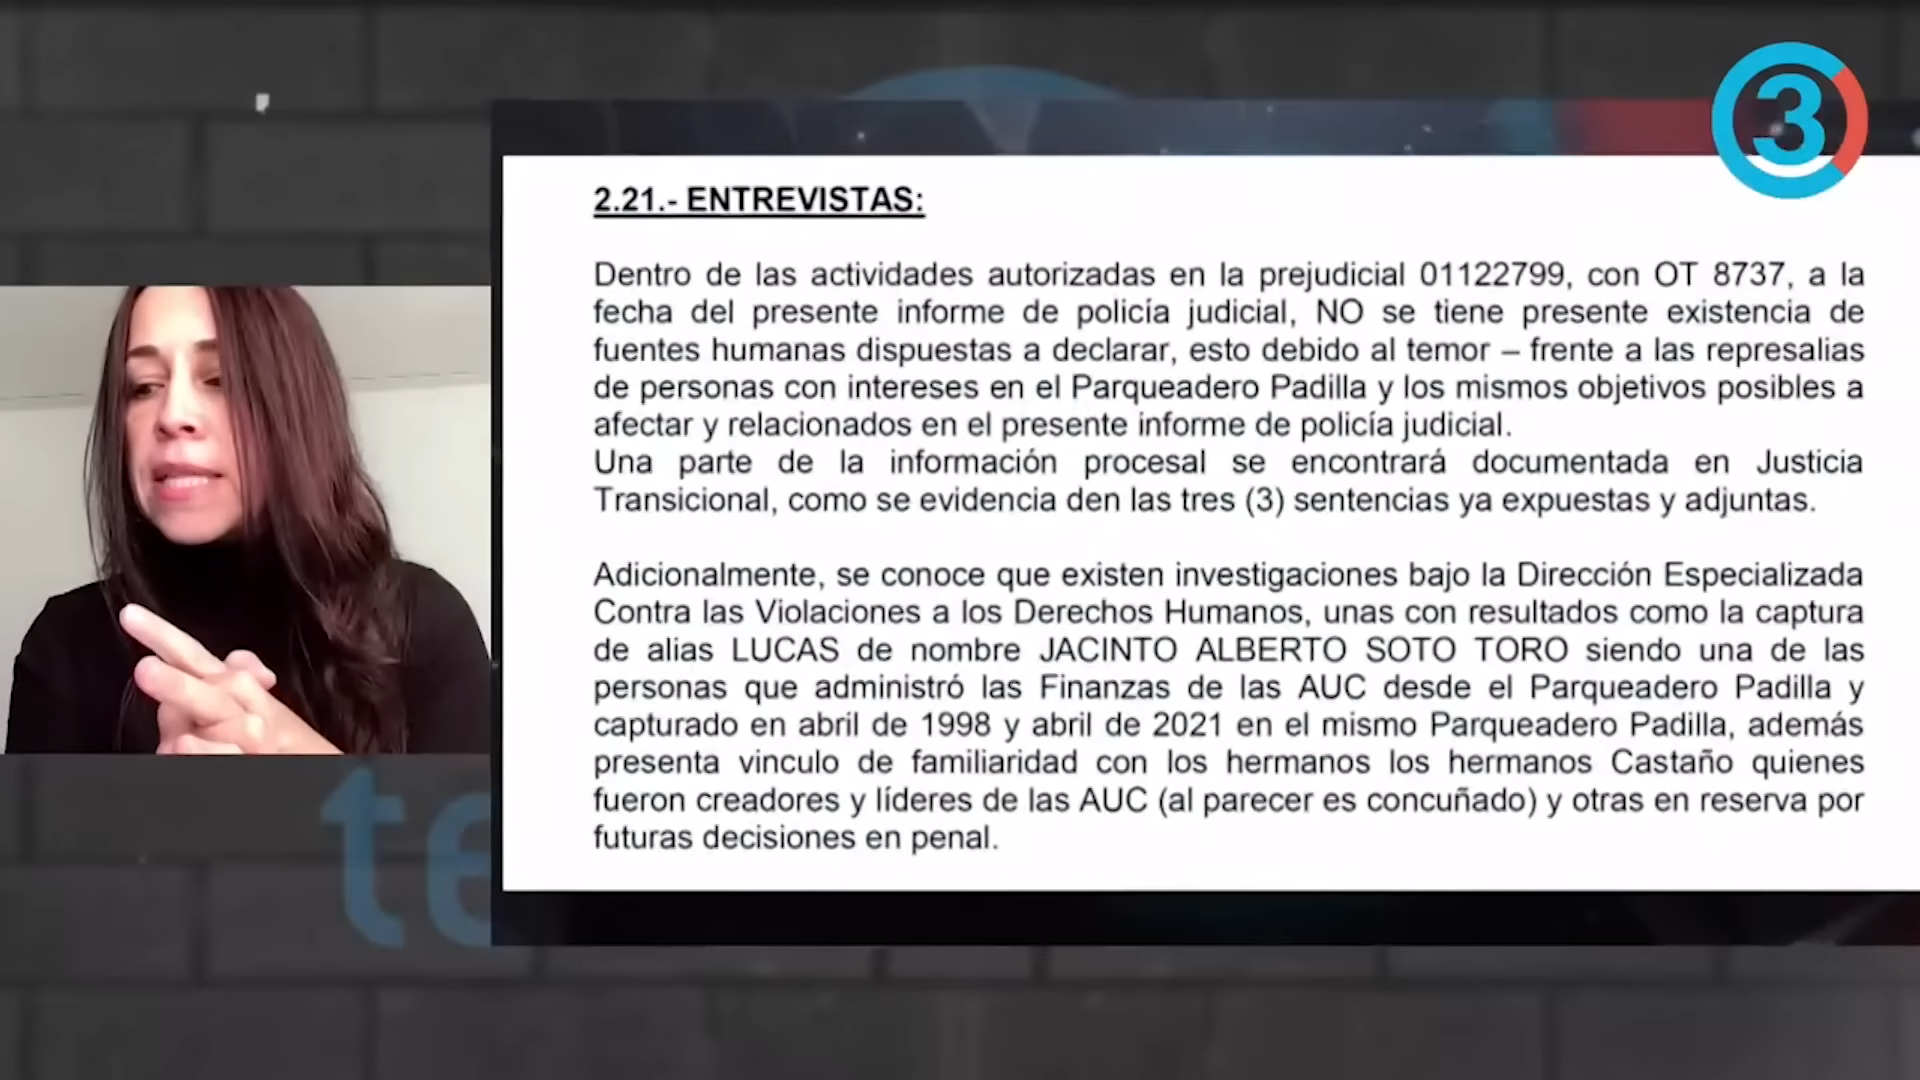 3
2.21.- ENTREVISTAS:
Dentro de las actividades autorizadas en la prejudicial 01122799, con OT 8737, a la
fecha del presente informe de policía judicial, NO se tiene presente existencia de
fuentes humanas dispuestas a declarar, esto debido al temor – frente a las represalias
de personas con intereses en el Parqueadero Padilla y los mismos objetivos posibles a
afectar y relacionados en el presente informe de policía judicial.
Una parte de la información procesal se encontrará documentada en Justicia
Transicional, como se evidencia den las tres (3) sentencias ya expuestas y adjuntas.
Adicionalmente, se conoce que existen investigaciones bajo la Dirección Especializada
Contra las Violaciones a los Derechos Humanos, unas con resultados como la captura
de alias LUCAS de nombre JACINTO ALBERTO SOTO TORO siendo una de las
personas que administró las Finanzas de las AUC desde el Parqueadero Padilla y
capturado en abril de 1998 y abril de 2021 en el mismo Parqueadero Padilla, además
presenta vinculo de familiaridad con los hermanos los hermanos Castaño quienes
fueron creadores y líderes de las AUC (al parecer es concuñado) y otras en reserva por
futuras decisiones en penal.
te